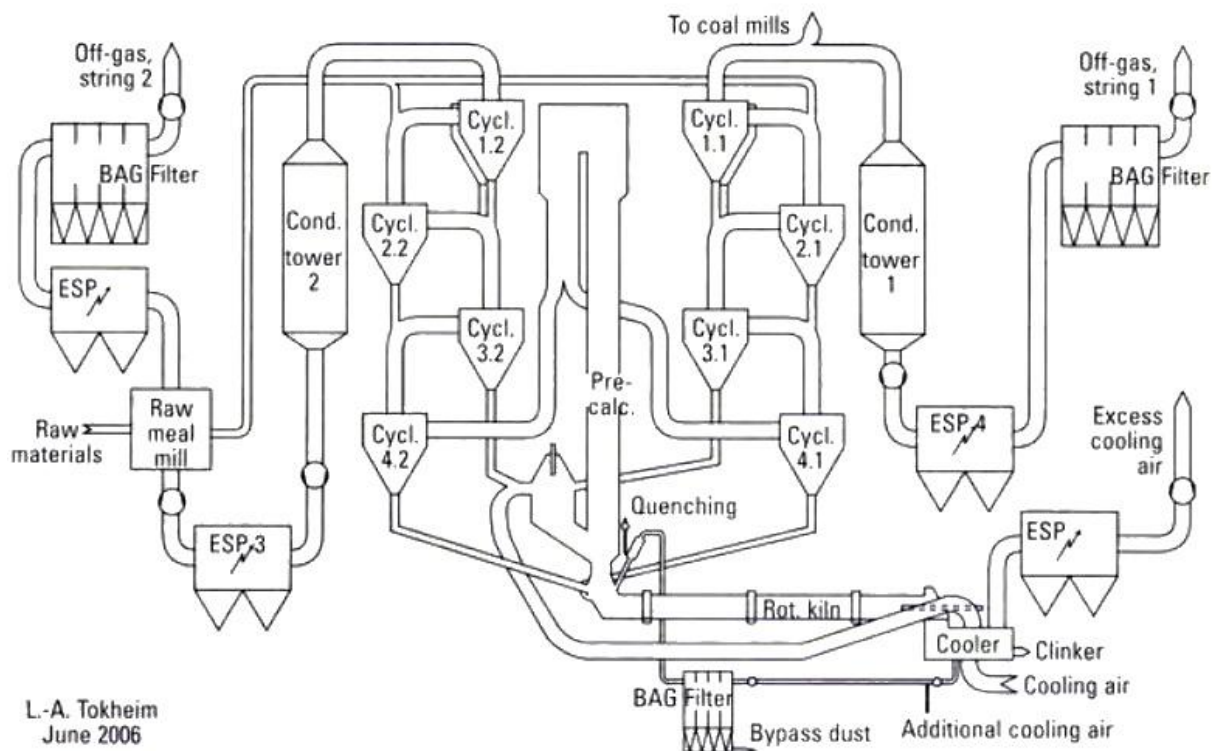 To coal mills
Off-gas,
string 2
Off-gas,
string 1
Cycl.
1.2
Cycl.
1.1
BAG Filter
BAG Filter
Cond.
tower
2
Cycl.
2.2
Cycl.
2.1
Cond.
tower
1
ESP
Cycl.
3.2
Cycl.
3.1
Pre-
calc.
Raw
meal
mill
Raw
materials
Cycl.
4.2
Cycl.
4.1
ESP 4
Excess
cooling
air
Quenching
ESP 3
ESP
Rot. kiln
Cooler
Clinker
Cooling air
BAG Filter
L.-A. Tokheim
June 2006
Bypass dust
Additional cooling air